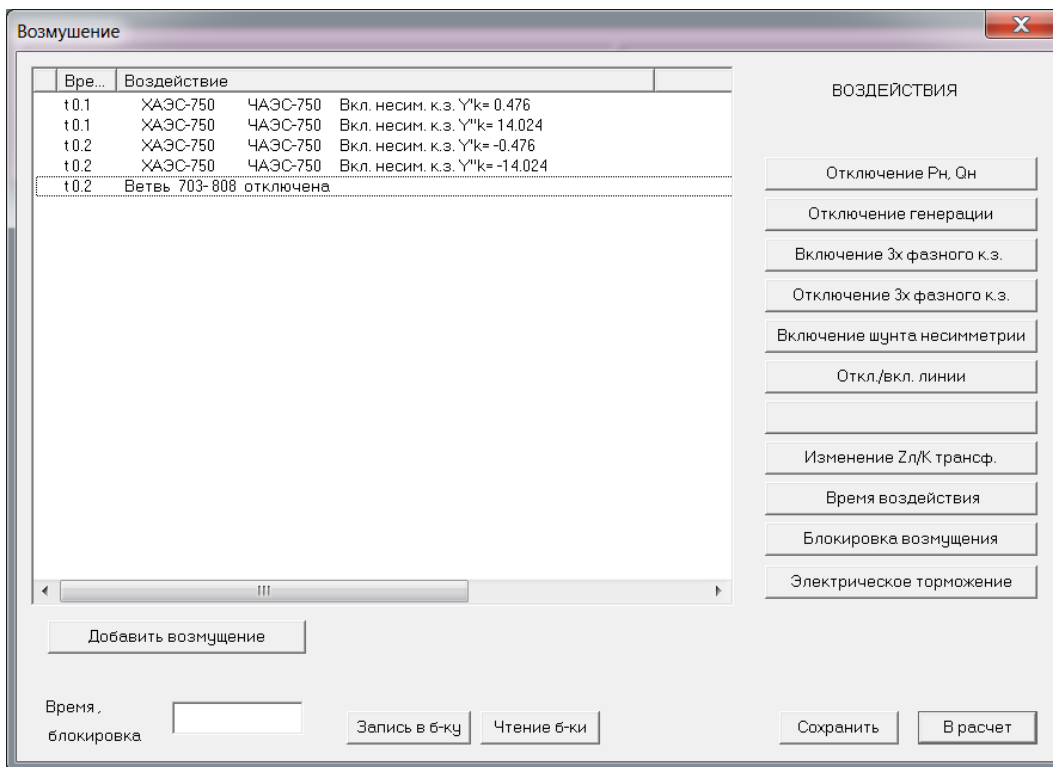 Возмушение
Вре... Воздействие
t 0.1 ХАЭС-750 ЧАЭС-750 Вкл. несим. к.з. Y'k= 0.476
t 0.1 ХАЭС-750 ЧАЭС-750 Вкл. несим. к.з. Y"k= 14.024
t 0.2 ХАЭС-750 ЧАЭС-750 Вкл. несим. к.з. Y'k= -0.476
t 0.2 ХАЭС-750 ЧАЭС-750 Вкл. несим. к.з. Y"k= -14.024
t 0.2 Ветвь 703- 808 отключена
ВОЗДЕЙСТВИЯ
Отключение Рн, Qн
Отключение генерации
Включение 3х фазного к.з.
Отключение 3х фазного к.з.
Включение шунта несимметрии
Откл./вкл. линии
Изменение Zл/К трансф.
Время воздействия
Блокировка возмущения
Электрическое торможение
Добавить возмущение
Время,
блокировка
Запись в б-ку Чтение б-ки Сохранить В расчет